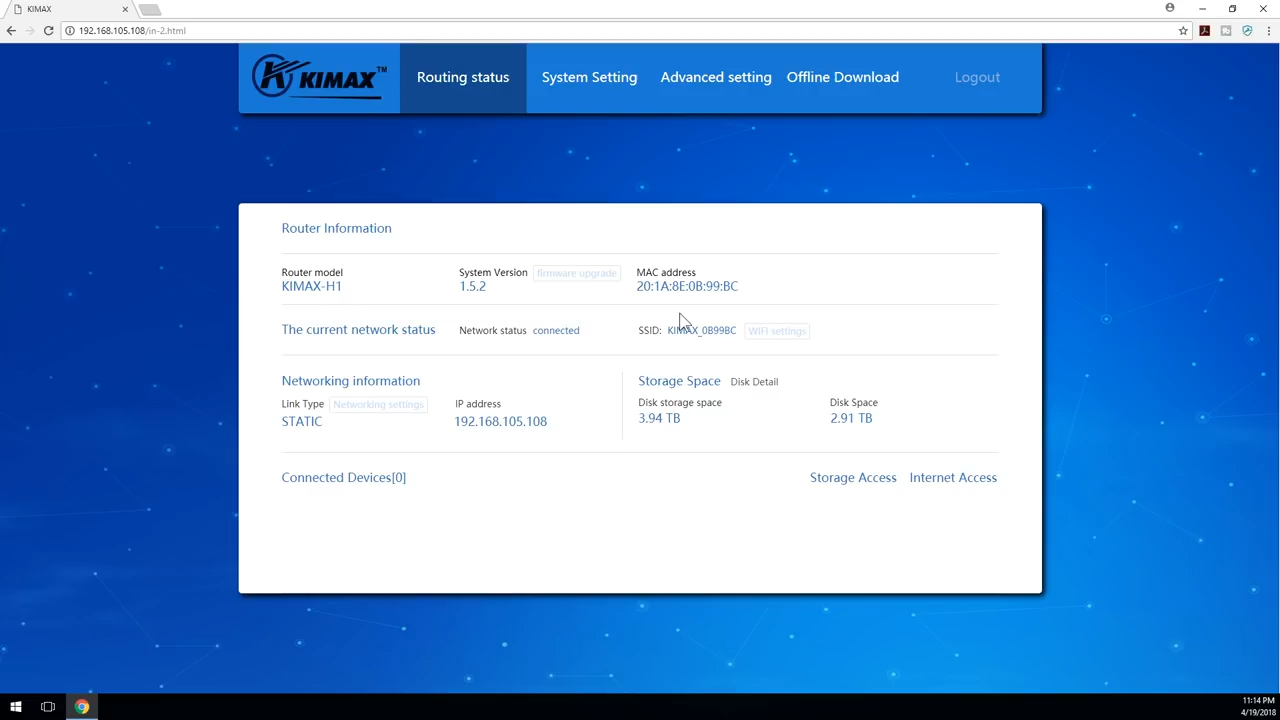 KIMAX
192.168.105.108/in-2.html
KIMAX™
Routing status
System Setting
Advanced setting
Offline Download
Logout
Router Information
Router model
System Version
firmware upgrade
MAC address
KIMAX-H1
1.5.2
20:1A:8E:0B:99:BC
The current network status
Network status connected
SSID: KIMAX_0B99BC
WIFI settings
Networking information
Storage Space
Disk Detail
Link Type
Networking settings
IP address
Disk storage space
Disk Space
STATIC
192.168.105.108
3.94 TB
2.91 TB
Connected Devices[0]
Storage Access
Internet Access
11:14 PM
4/19/2018